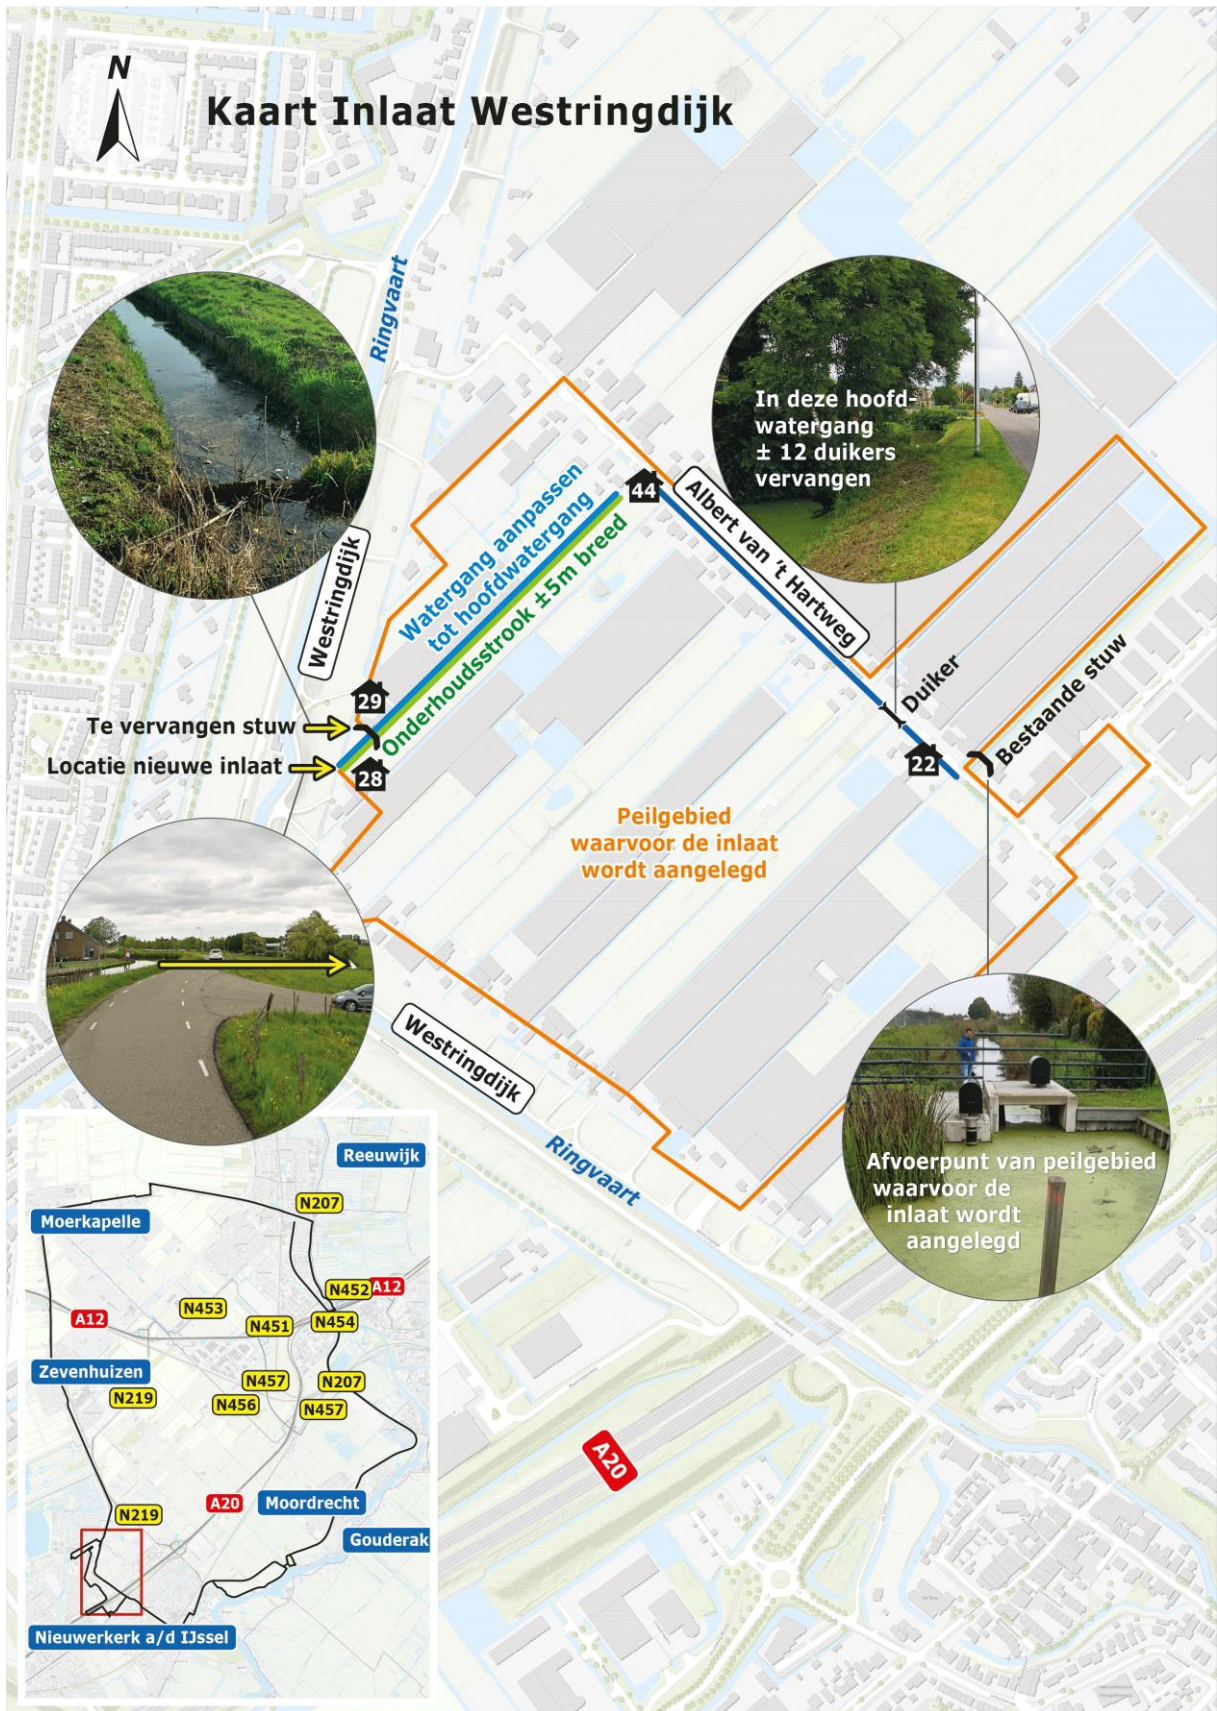 N
Kaart Inlaat Westringdijk
Ringvaart
In deze hoofd-
watergang
± 12 duikers
vervangen
44
Albert van ’t Hartweg
Watergang aanpassen
tot hoofdwatergang
Onderhoudsstrook ±5m breed
Westringdijk
29
Te vervangen stuw
Locatie nieuwe inlaat
28
Duiker
Bestaande stuw
22
Peilgebied
waarvoor de inlaat
wordt aangelegd
Westringdijk
Ringvaart
Afvoerpunt van peilgebied
waarvoor de
inlaat wordt
aangelegd
A20
Reeuwijk
N207
Moerkapelle
N452
A12
N453
A12
N451
N454
Zevenhuizen
N457
N207
N219
N456
N457
A20
Moordrecht
N219
Gouderak
Nieuwerkerk a/d IJssel